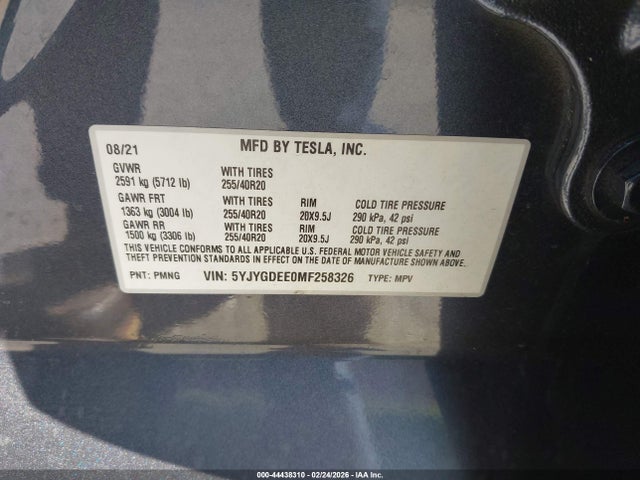 08/21 MFD BY TESLA, INC.
GVWR
2591 kg (5712 lb) WITH TIRES 255/40R20
GAWR FRT
1363 kg (3004 lb) WITH TIRES 255/40R20 RIM 20X9.5J COLD TIRE PRESSURE 290 kPa, 42 psi
GAWR RR
1500 kg (3306 lb) WITH TIRES 255/40R20 RIM 20X9.5J COLD TIRE PRESSURE 290 kPa, 42 psi
THIS VEHICLE CONFORMS TO ALL APPLICABLE U.S. FEDERAL MOTOR VEHICLE SAFETY AND
THEFT PREVENTION STANDARDS IN EFFECT ON THE DATE OF MANUFACTURE SHOWN ABOVE.
PNT: PMNG VIN: 5YJYGDEE0MF258326 TYPE: MPV
000-44438310 | 02/24/2026 | IAA Inc.